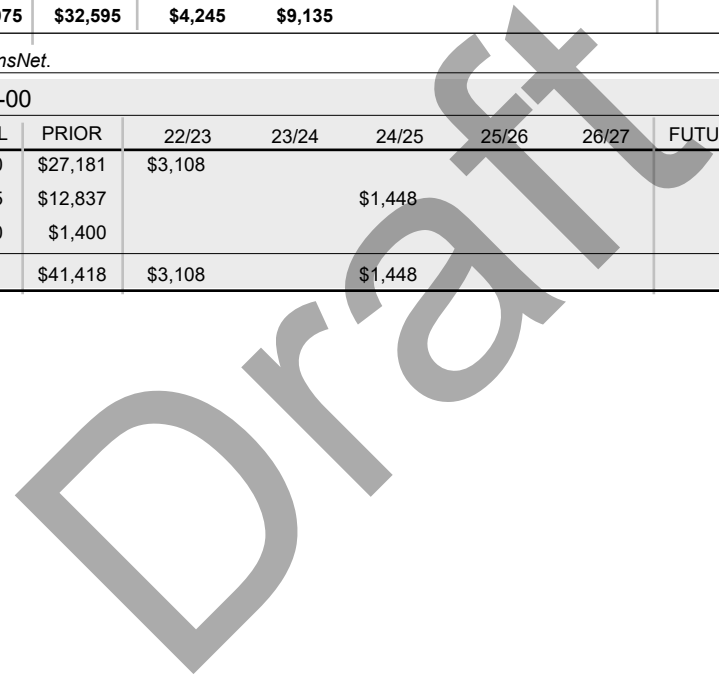 075 $32,595 $4,245 $9,135
nsNet.
-00
L PRIOR 22/23 23/24 24/25 25/26 26/27 FUTU
0 $27,181 $3,108
5 $12,837 $1,448
0 $1,400
$41,418 $3,108 $1,448
Draft